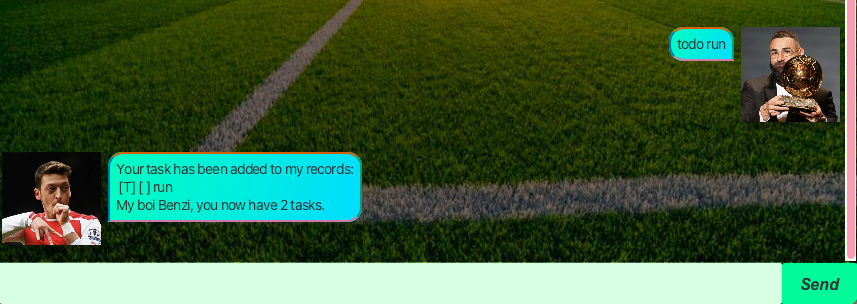 todo run
Your task has been added to my records:
[T] [ ] run
My boi Benzi, you now have 2 tasks.
Send